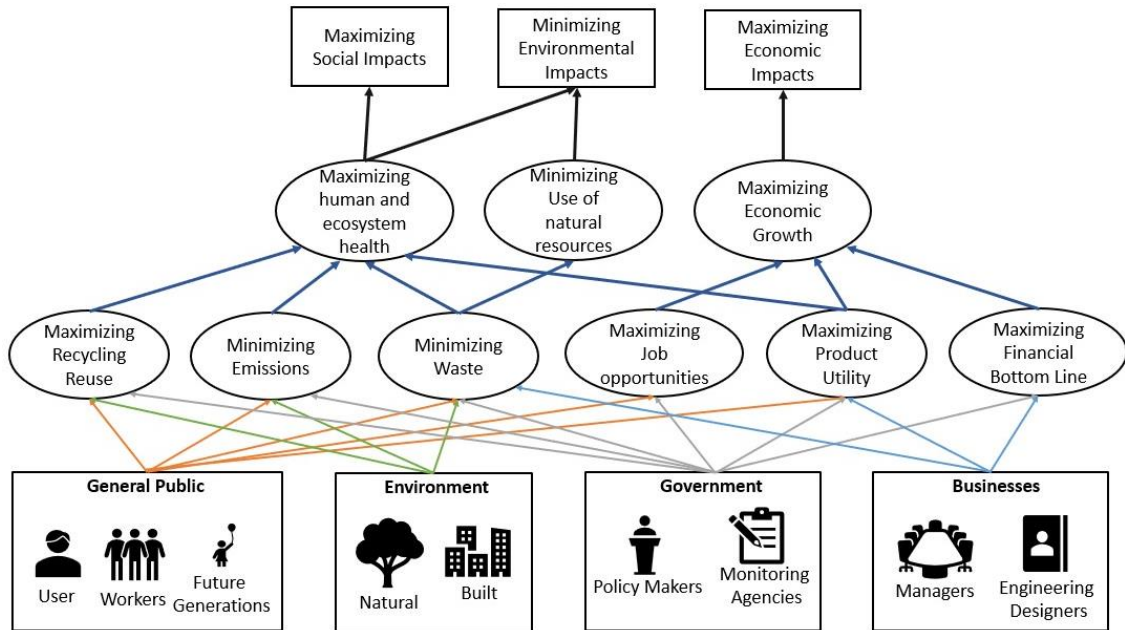 Maximizing
Social Impacts
Minimizing
Environmental
Impacts
Maximizing
Economic
Impacts
Maximizing
human and
ecosystem
health
Minimizing
Use of
natural
resources
Maximizing
Economic
Growth
Maximizing
Recycling
Reuse
Minimizing
Emissions
Minimizing
Waste
Maximizing
Job
opportunities
Maximizing
Product
Utility
Maximizing
Financial
Bottom Line
General Public
User
Workers
Future
Generations
Environment
Natural
Built
Government
Policy Makers
Monitoring
Agencies
Businesses
Managers
Engineering
Designers